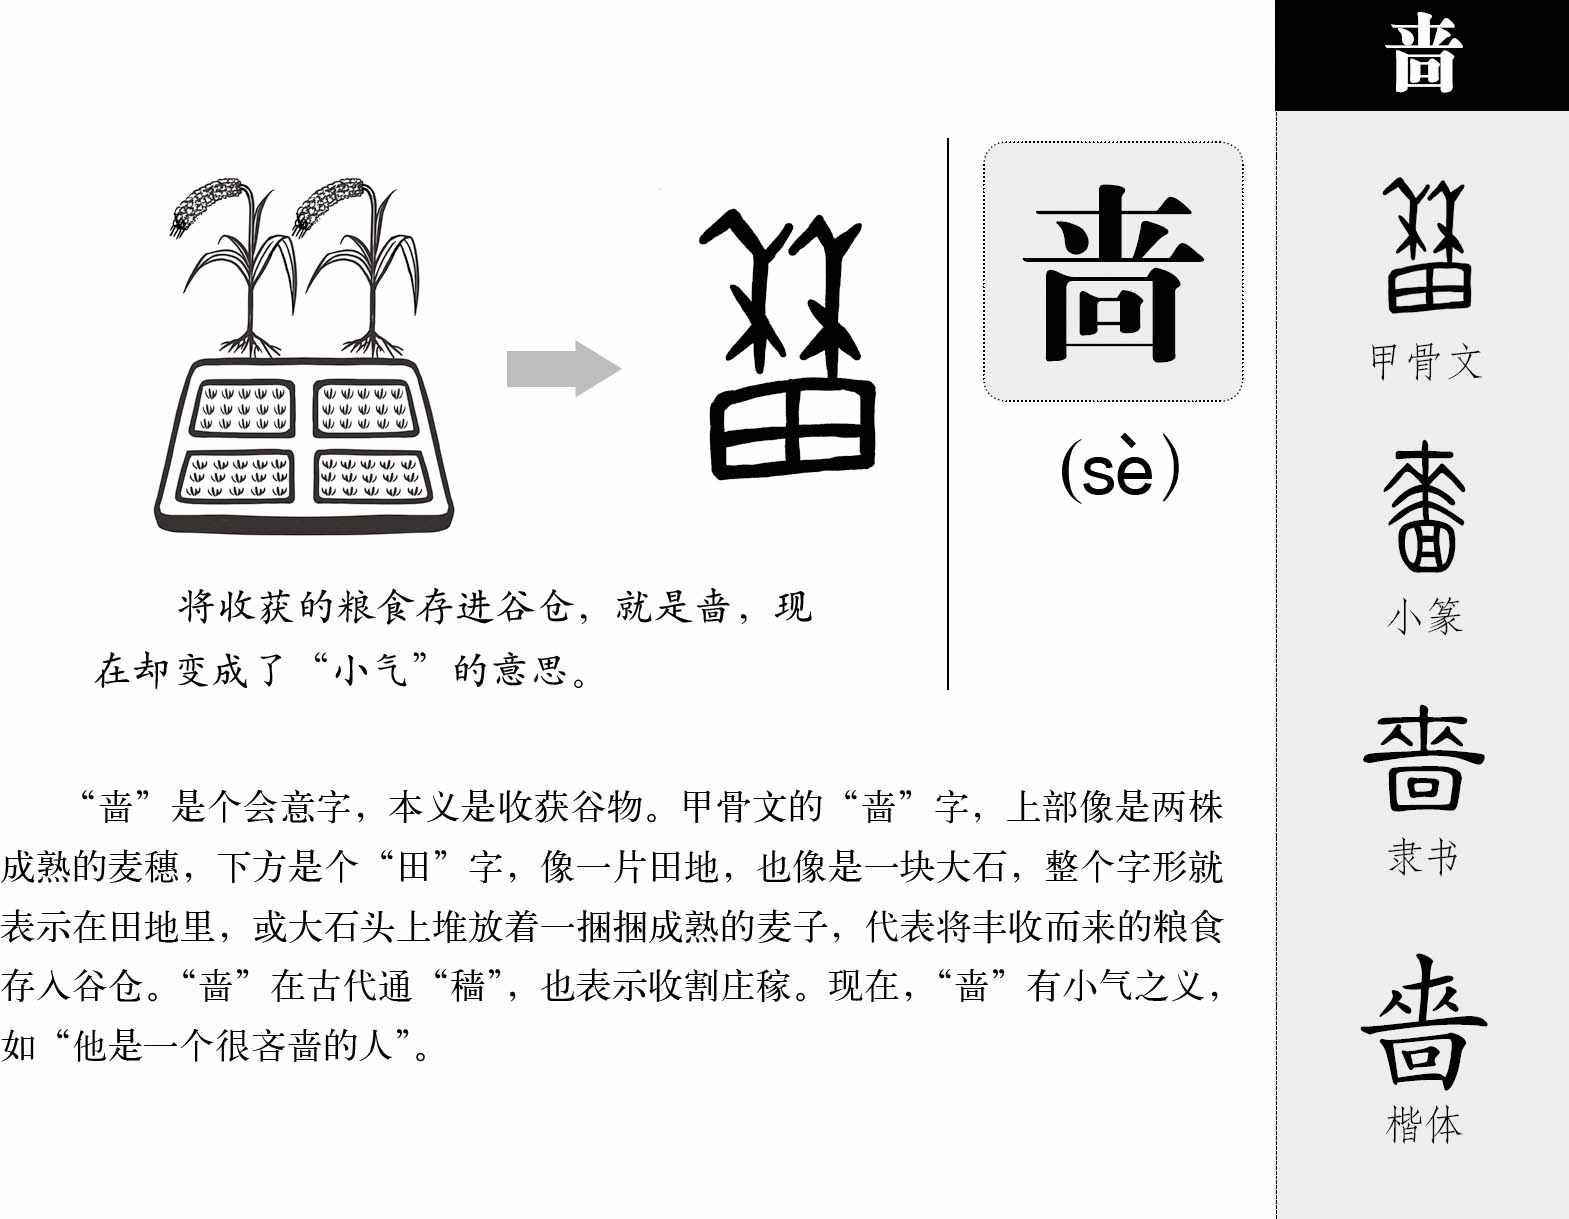 啬
啬
(sè)
将收获的粮食存进谷仓，就是啬，现
在却变成了“小气”的意思。
“啬”是个会意字，本义是收获谷物。甲骨文的“啬”字，上部像是两株
成熟的麦穗，下方是个“田”字，像一片田地，也像是一块大石，整个字形就
表示在田地里，或大石头上堆放着一捆捆成熟的麦子，代表将丰收而来的粮食
存入谷仓。“啬”在古代通“穑”，也表示收割庄稼。现在，“啬”有小气之义，
如“他是一个很吝啬的人”。
甲骨文
小篆
嗇
隶书
嗇
楷体